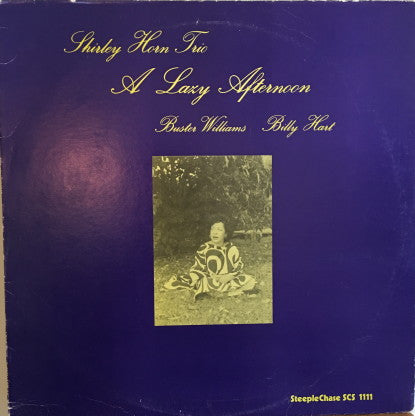 Shirley Horn Trio
A Lazy Afternoon
Buster Williams Billy Hart
SteepleChase SCS 1111